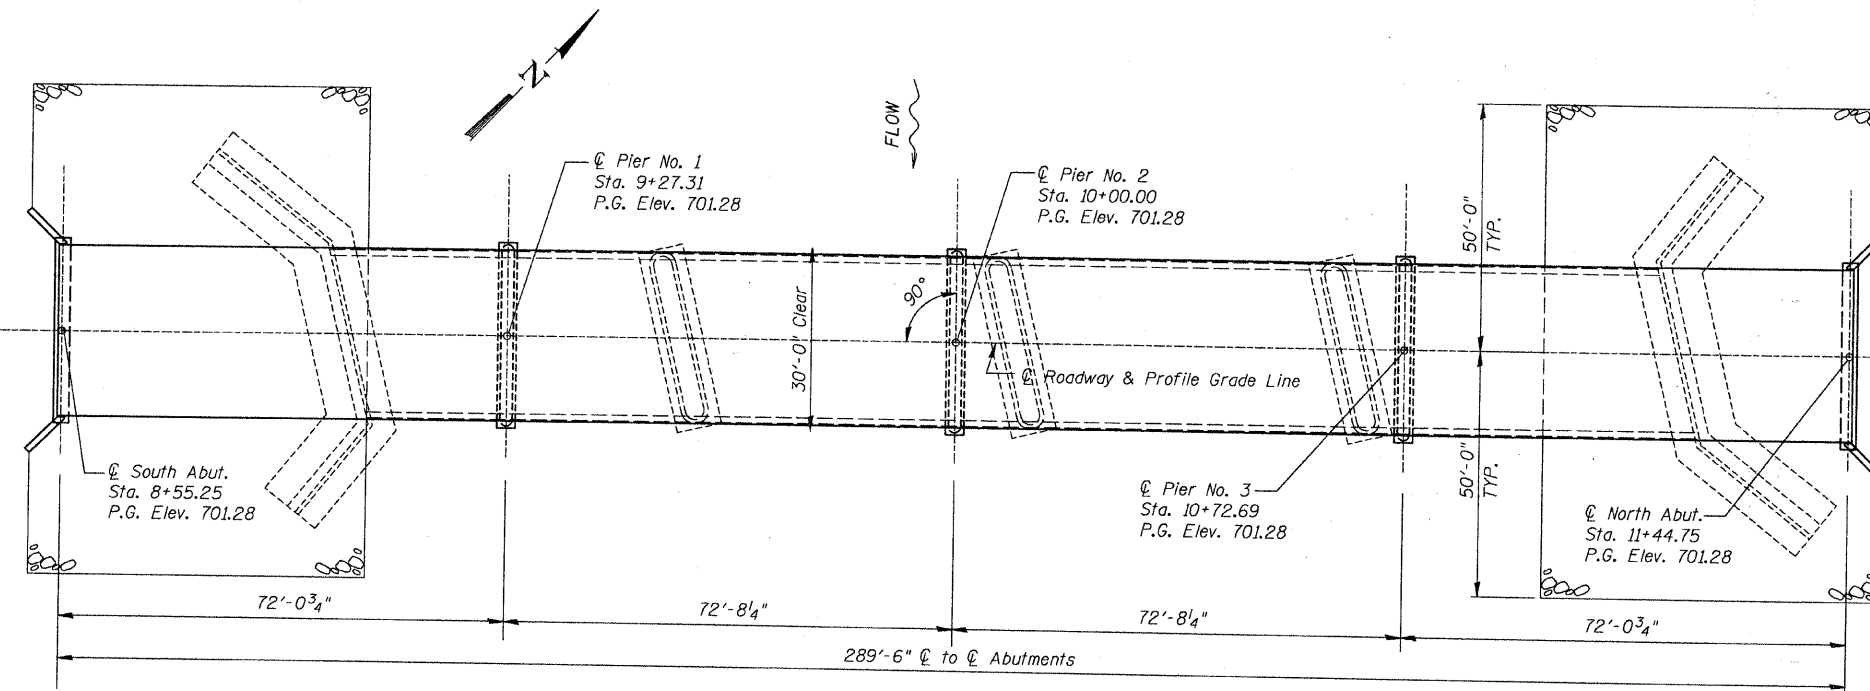 N
FLOW
℄ Pier No. 1
Sta. 9+27.31
P.G. Elev. 701.28
℄ Pier No. 2
Sta. 10+00.00
P.G. Elev. 701.28
50'-0"
TYP.
90°
30'-0" Clear
℄ Roadway & Profile Grade Line
℄ South Abut.
Sta. 8+55.25
P.G. Elev. 701.28
℄ Pier No. 3
Sta. 10+72.69
P.G. Elev. 701.28
50'-0"
TYP.
℄ North Abut.
Sta. 11+44.75
P.G. Elev. 701.28
72'-0¾"
72'-8¼"
72'-8¼"
72'-0¾"
289'-6" ℄ to ℄ Abutments